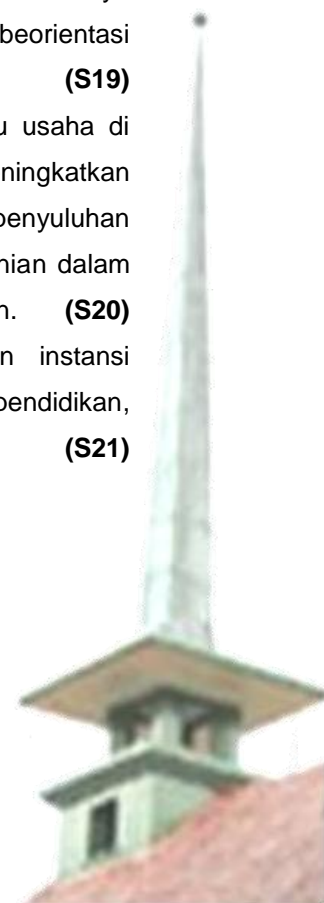 beorientasi
(S19)
u usaha di
ningkatkan
penyuluhan
nian dalam
n. (S20)
n instansi
pendidikan,
(S21)